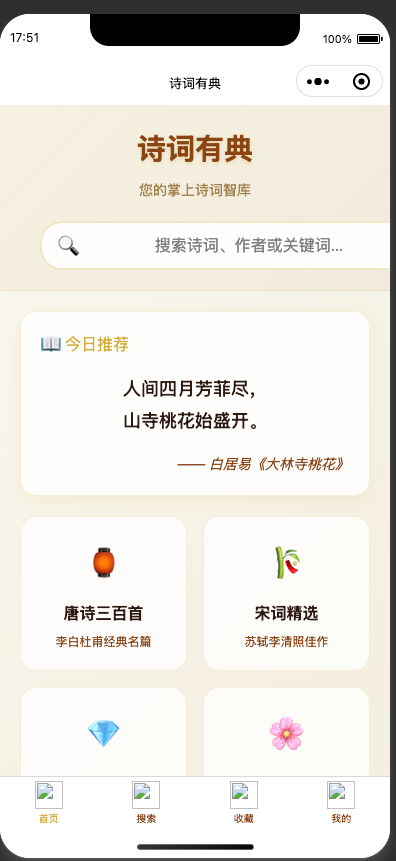 17:51
100%
诗词有典
诗词有典
您的掌上诗词智库
搜索诗词、作者或关键词...
今日推荐
人间四月芳菲尽,
山寺桃花始盛开。
—— 白居易《大林寺桃花》
唐诗三百首
宋词精选
李白杜甫经典名篇
苏轼李清照佳作
首页
搜索
收藏
我的